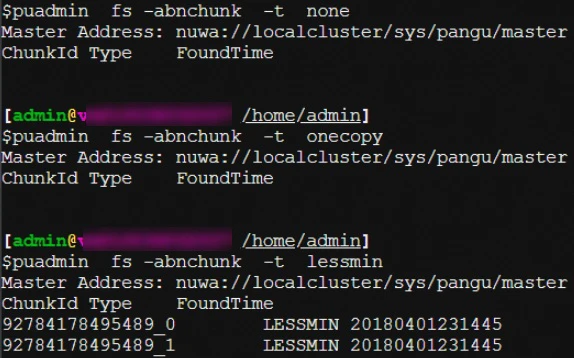 $puadmin fs -abnchunk -t none
Master Address: nuwa://localcluster/sys/pangu/master
ChunkId Type FoundTime
[admin@v /home/admin]
$puadmin fs -abnchunk -t onecopy
Master Address: nuwa://localcluster/sys/pangu/master
ChunkId Type FoundTime
[admin@ /home/admin]
$puadmin fs -abnchunk -t lessmin
Master Address: nuwa://localcluster/sys/pangu/master
ChunkId Type FoundTime
92784178495489_0 LESSMIN 20180401231445
92784178495489_1 LESSMIN 20180401231445